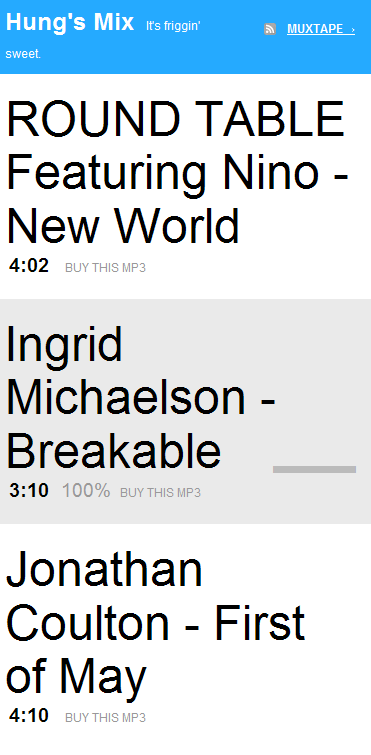 Hung's Mix It's friggin' MUXTAPE ›
sweet.
ROUND TABLE
Featuring Nino -
New World
4:02 BUY THIS MP3
Ingrid
Michaelson -
Breakable
3:10 100% BUY THIS MP3
Jonathan
Coulton - First
of May
4:10 BUY THIS MP3